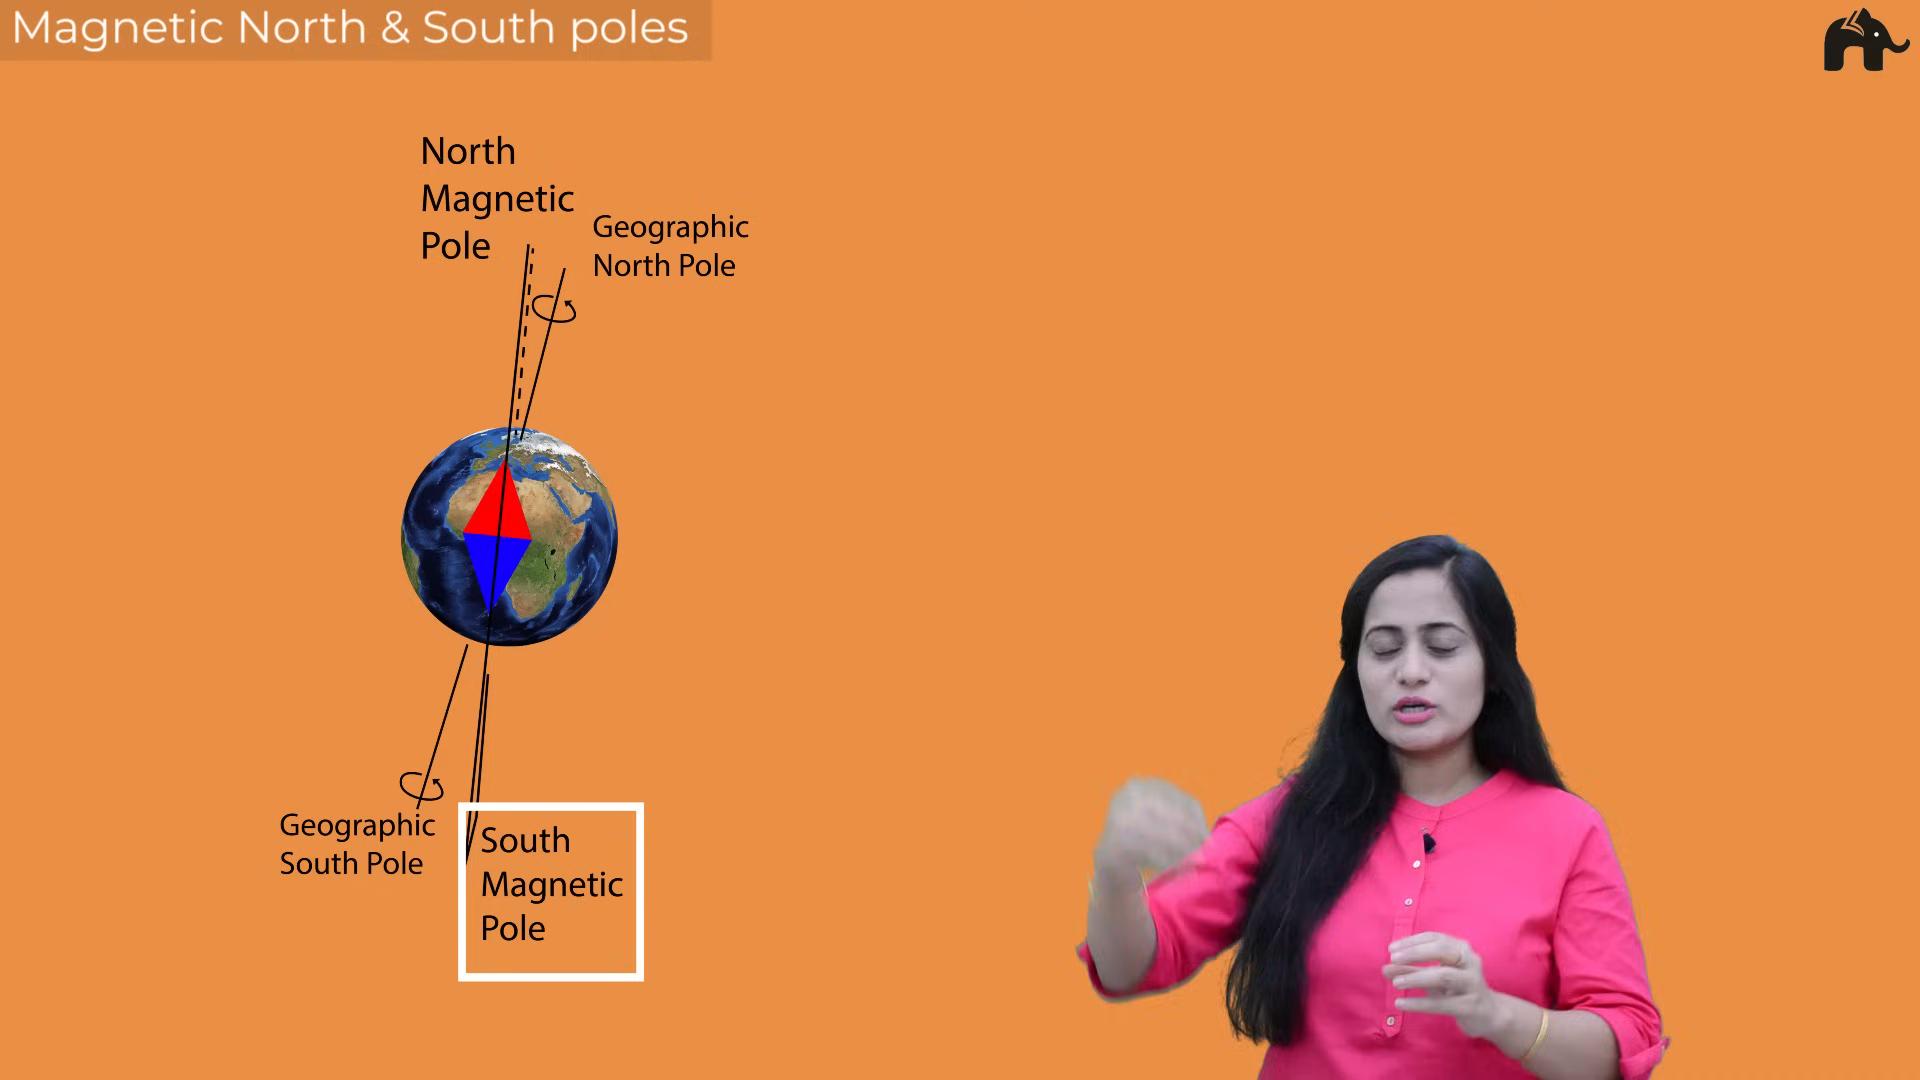 Magnetic North & South poles
North
Magnetic
Pole
Geographic
North Pole
Geographic
South Pole
South
Magnetic
Pole